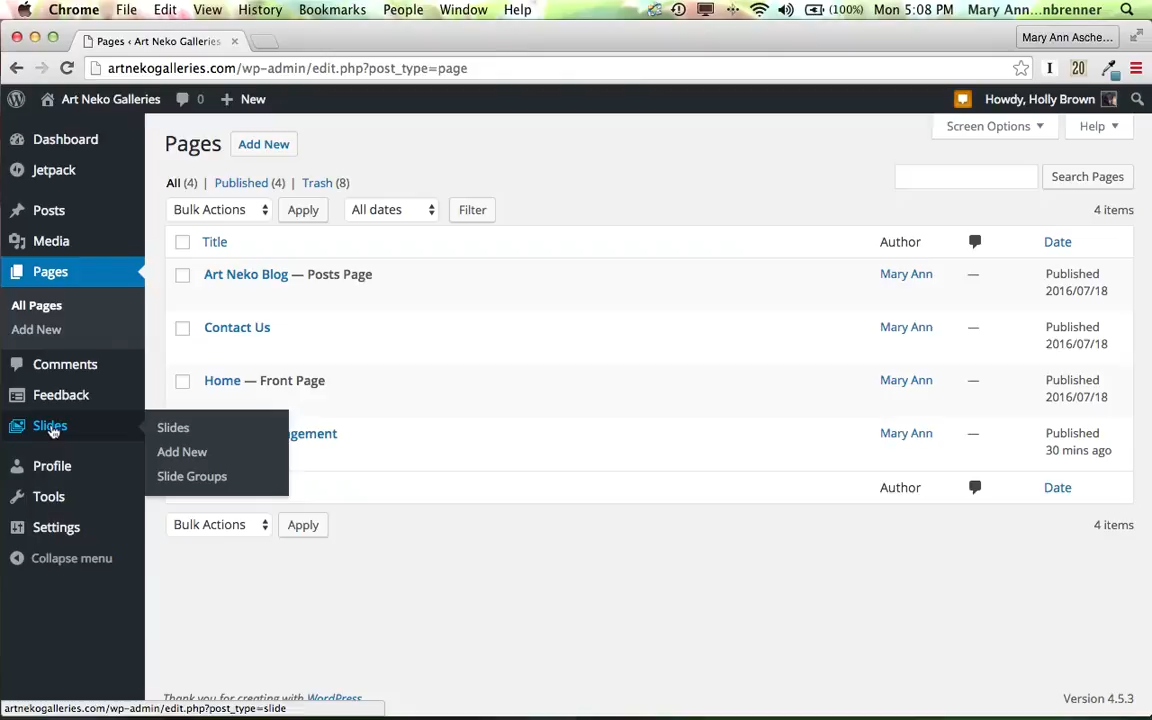 Chrome File Edit View History Bookmarks People Window Help (100%) Mon 5:08 PM Mary Ann...nbrenner
Pages ‹ Art Neko Galleries × Mary Ann Asche...
artnekogalleries.com/wp-admin/edit.php?post_type=page 20
Art Neko Galleries 0 + New Howdy, Holly Brown
Screen Options Help
Dashboard
Jetpack
Posts
Media
Pages
All Pages
Add New
Comments
Feedback
Slides
Profile
Tools
Settings
Collapse menu
Slides
Add New
Slide Groups
Pages Add New
All (4) | Published (4) | Trash (8) Search Pages
Bulk Actions Apply All dates Filter 4 items
Title Author Date
Art Neko Blog — Posts Page Mary Ann — Published
2016/07/18
Contact Us Mary Ann — Published
2016/07/18
Home — Front Page Mary Ann — Published
2016/07/18
Mary Ann — Published
30 mins ago
Author Date
Bulk Actions Apply 4 items
Thank you for creating with WordPress Version 4.5.3
artnekogalleries.com/wp-admin/edit.php?post_type=slide